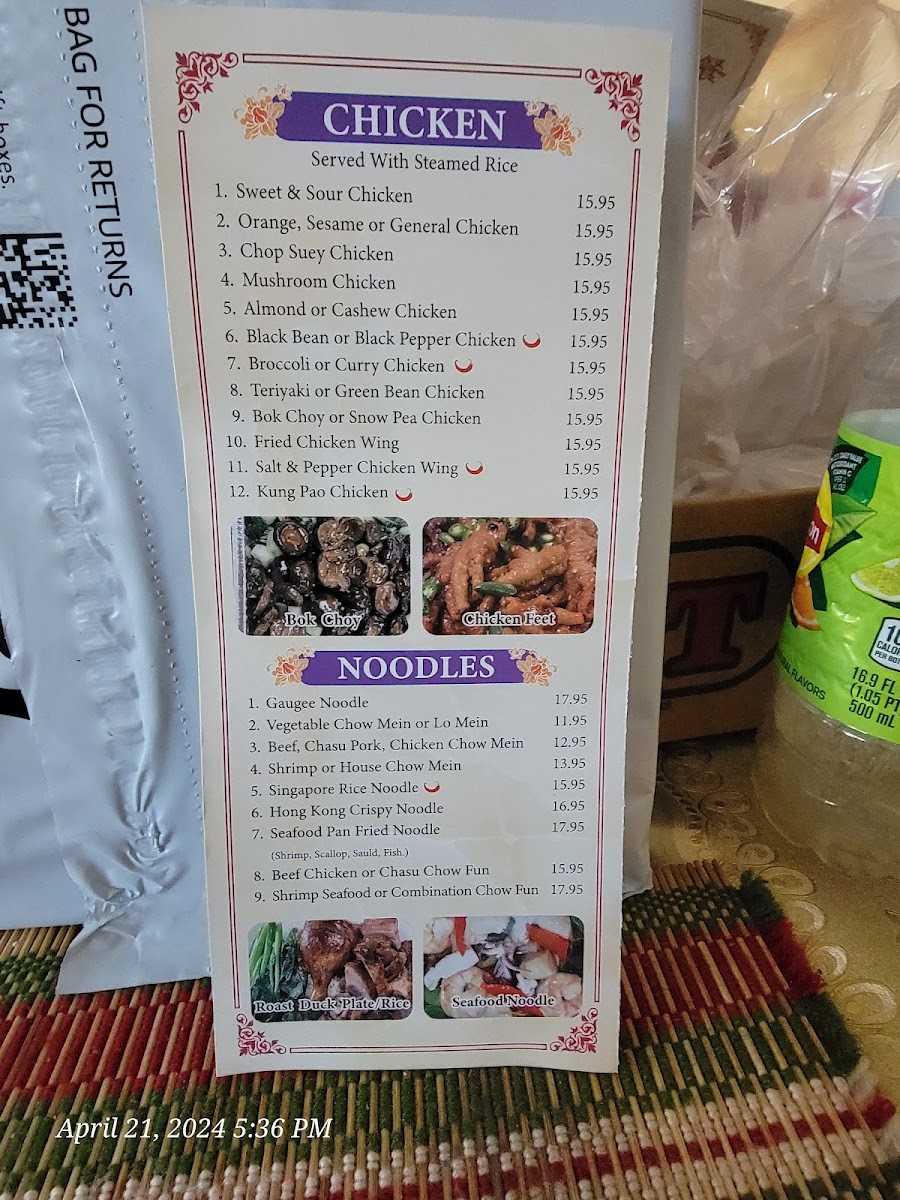 BAG FOR RETURNS
boxes.
CHICKEN
Served With Steamed Rice
1. Sweet & Sour Chicken 15.95
2. Orange, Sesame or General Chicken 15.95
3. Chop Suey Chicken 15.95
4. Mushroom Chicken 15.95
5. Almond or Cashew Chicken 15.95
6. Black Bean or Black Pepper Chicken 15.95
7. Broccoli or Curry Chicken 15.95
8. Teriyaki or Green Bean Chicken 15.95
9. Bok Choy or Snow Pea Chicken 15.95
10. Fried Chicken Wing 15.95
11. Salt & Pepper Chicken Wing 15.95
12. Kung Pao Chicken 15.95
Bok Choy
Chicken Feet
NOODLES
1. Gaugee Noodle 17.95
2. Vegetable Chow Mein or Lo Mein 11.95
3. Beef, Chasu Pork, Chicken Chow Mein 12.95
4. Shrimp or House Chow Mein 13.95
5. Singapore Rice Noodle 15.95
6. Hong Kong Crispy Noodle 16.95
7. Seafood Pan Fried Noodle 17.95
(Shrimp, Scallop, Sauld, Fish.)
8. Beef Chicken or Chasu Chow Fun 15.95
9. Shrimp Seafood or Combination Chow Fun 17.95
Roast Duck Plate/Rice
Seafood Noodle
T
DAILY VALUE
ANTIOXIDANT
VITAMIN C
FLAVORS
16.9 FL
(1.05 PT
500 mL
April 21, 2024 5:36 PM